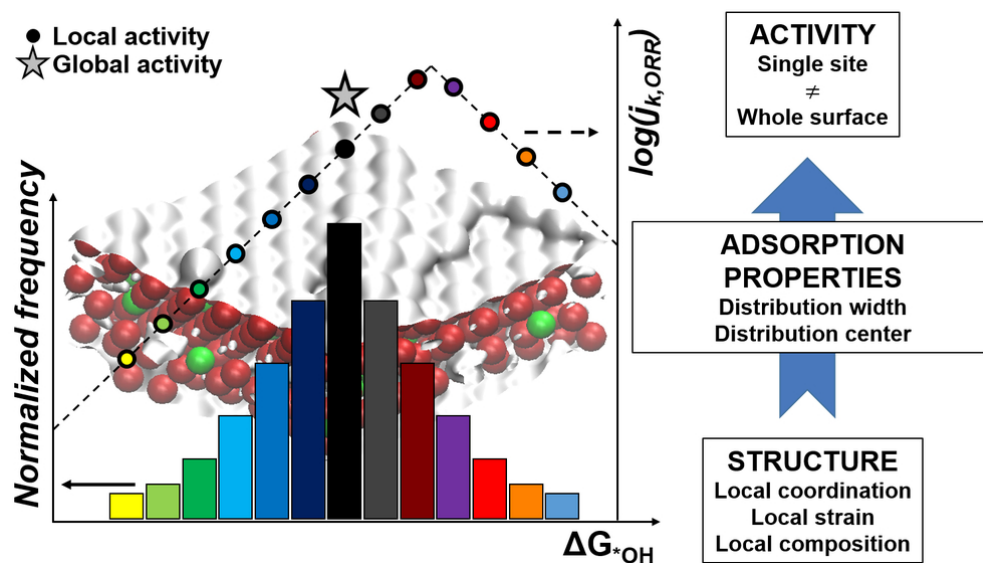 Local activity
Global activity
Normalized frequency
log(j k,ORR)
ΔG*OH
ACTIVITY
Single site
≠
Whole surface
ADSORPTION
PROPERTIES
Distribution width
Distribution center
STRUCTURE
Local coordination
Local strain
Local composition